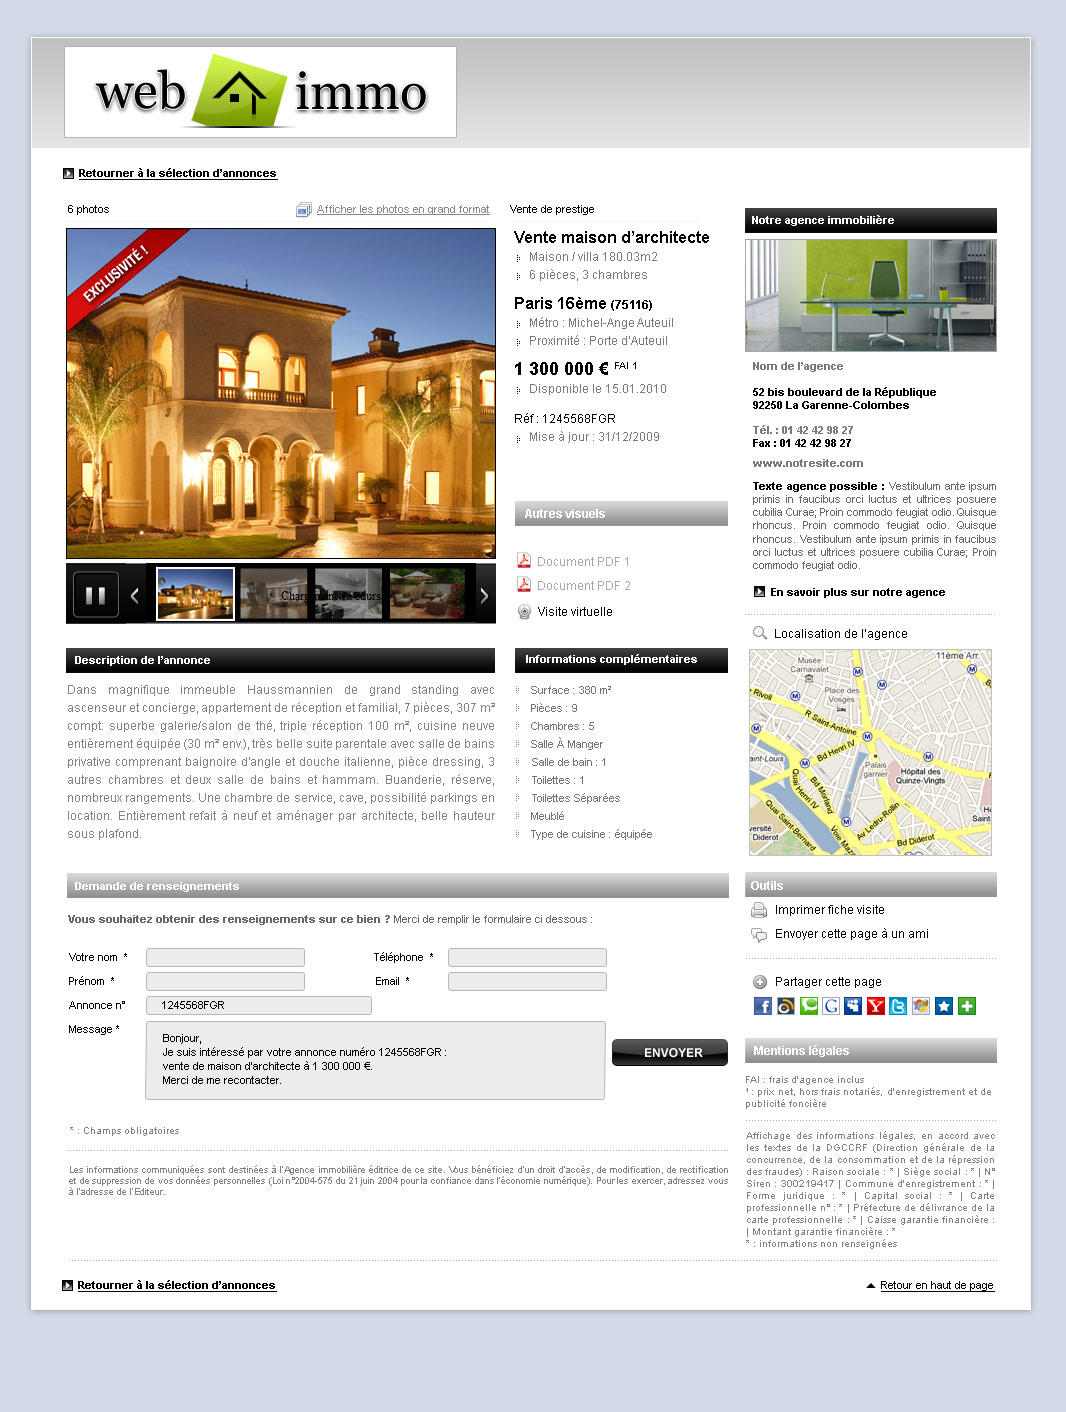 web immo
Retourner à la sélection d'annonces
6 photos
Afficher les photos en grand format
EXCLUSIVITÉ !
Chargement en cours
Vente de prestige
Vente maison d'architecte
Maison / villa 180.03m2
6 pièces, 3 chambres
Paris 16ème (75116)
Métro : Michel-Ange Auteuil
Proximité : Porte d'Auteuil
1 300 000 € FAI 1
Disponible le 15.01.2010
Réf : 1245568FGR
Mise à jour : 31/12/2009
Autres visuels
Document PDF 1
Document PDF 2
Visite virtuelle
Notre agence immobilière
Nom de l'agence
52 bis boulevard de la République
92250 La Garenne-Colombes
Tél. : 01 42 42 98 27
Fax : 01 42 42 98 27
www.notresite.com
Texte agence possible : Vestibulum ante ipsum
primis in faucibus orci luctus et ultrices posuere
cubilia Curae; Proin commodo feugiat odio. Quisque
rhoncus. Proin commodo feugiat odio. Quisque
rhoncus. Vestibulum ante ipsum primis in faucibus
orci luctus et ultrices posuere cubilia Curae; Proin
commodo feugiat odio.
En savoir plus sur notre agence
Localisation de l'agence
11ème Arr.
Musée
Carnavalet
Place des
Vosges
Rivoli
R Saint-Antoine
Bd Henri IV
aint-Louis
Quai Henri IV
Bd Morland
Palais
garnier
Hôpital des
Quinze-Vingts
Av Ledru-Rollin
Bd Diderot
Quai Saint-Bernard
Voie Maz
versité
Diderot
Description de l'annonce
Dans magnifique immeuble Haussmannien de grand standing avec
ascenseur et concierge, appartement de réception et familial, 7 pièces, 307 m²
compt: superbe galerie/salon de thé, triple réception 100 m², cuisine neuve
entièrement équipée (30 m² env.), très belle suite parentale avec salle de bains
privative comprenant baignoire d'angle et douche italienne, pièce dressing, 3
autres chambres et deux salle de bains et hammam. Buanderie, réserve,
nombreux rangements. Une chambre de service, cave, possibilité parkings en
location. Entièrement refait à neuf et aménager par architecte, belle hauteur
sous plafond.
Informations complémentaires
Surface : 380 m²
Pièces : 9
Chambres : 5
Salle À Manger
Salle de bain : 1
Toilettes : 1
Toilettes Séparées
Meublé
Type de cuisine : équipée
Demande de renseignements
Vous souhaitez obtenir des renseignements sur ce bien ? Merci de remplir le formulaire ci dessous :
Votre nom *
Téléphone *
Prénom *
Email *
Annonce n°
1245568FGR
Message *
Bonjour,
Je suis intéressé par votre annonce numéro 1245568FGR :
vente de maison d'architecte à 1 300 000 €.
Merci de me recontacter.
ENVOYER
* : Champs obligatoires
Les informations communiquées sont destinées à l'Agence immobilière éditrice de ce site. Vous bénéficiez d'un droit d'accès, de modification, de rectification
et de suppression de vos données personnelles (Loi n°2004-575 du 21 juin 2004 pour la confiance dans l'économie numérique). Pour les exercer, adressez vous
à l'adresse de l'Editeur.
Outils
Imprimer fiche visite
Envoyer cette page à un ami
Partager cette page
Mentions légales
FAI : frais d'agence inclus
¹ : prix net, hors frais notariés, d'enregistrement et de
publicité foncière
Affichage des informations légales, en accord avec
les textes de la DGCCRF (Direction générale de la
concurrence, de la consommation et de la répression
des fraudes) : Raison sociale : * | Siège social : * | N°
Siren : 300219417 | Commune d'enregistrement : * |
Forme juridique : * | Capital social : * | Carte
professionnelle n° : * | Préfecture de délivrance de la
carte professionnelle : * | Caisse garantie financière :
| Montant garantie financière : *
* : informations non renseignées
Retourner à la sélection d'annonces
Retour en haut de page